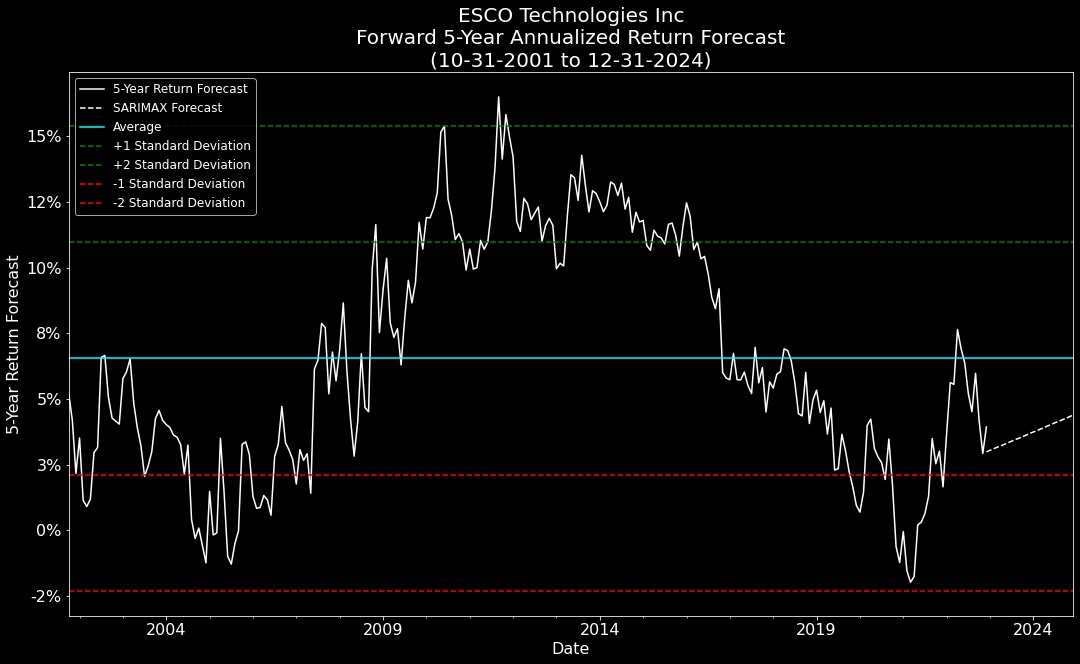 ESCO Technologies Inc
Forward 5-Year Annualized Return Forecast
(10-31-2001 to 12-31-2024)
5-Year Return Forecast
SARIMAX Forecast
Average
+1 Standard Deviation
+2 Standard Deviation
-1 Standard Deviation
-2 Standard Deviation
15%
12%
10%
8%
5%
3%
0%
-2%
5-Year Return Forecast
2004
2009
2014
2019
2024
Date